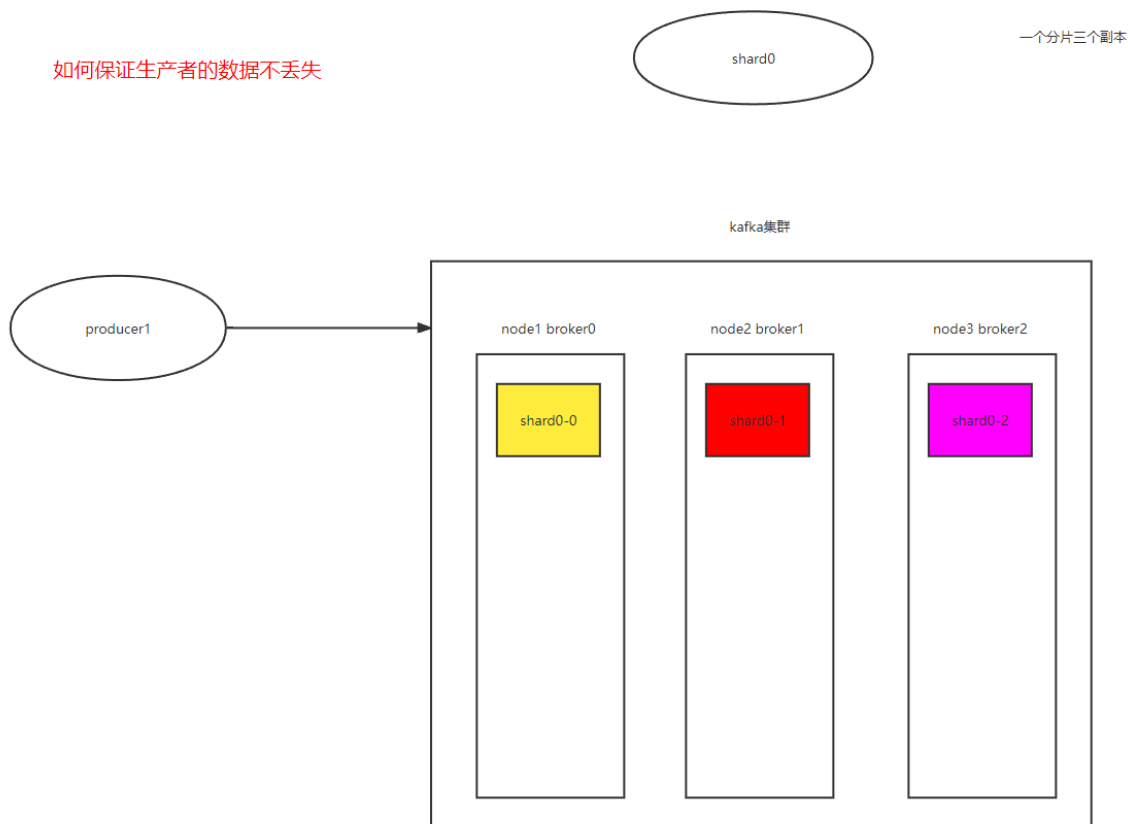 一个分片三个副本
shard0
如何保证生产者的数据不丢失
kafka集群
producer1
node1 broker0
node2 broker1
node3 broker2
shard0-0
shard0-1
shard0-2